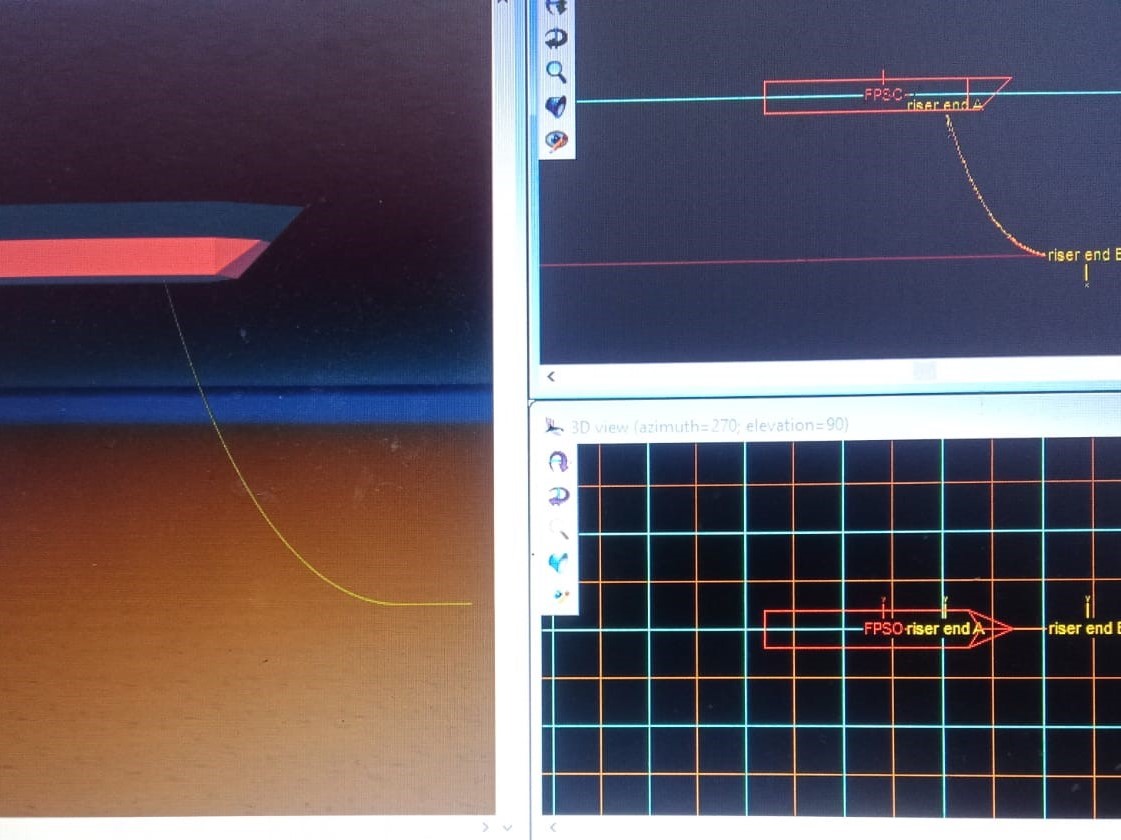 FPSO
riser end A
riser end B
3D view (azimuth=270; elevation=90)
Y Y Y
FPSO riser end A riser end B